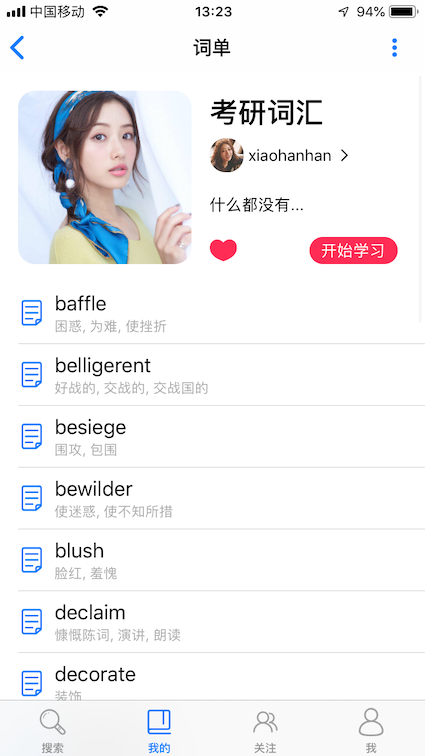 中国移动 13:23 94%
词单
考研词汇
xiaohanhan
什么都没有...
开始学习
baffle
困惑, 为难, 使挫折
belligerent
好战的, 交战的, 交战国的
besiege
围攻, 包围
bewilder
使迷惑, 使不知所措
blush
脸红, 羞愧
declaim
慷慨陈词, 演讲, 朗读
decorate
装饰
搜索 我的 关注 我